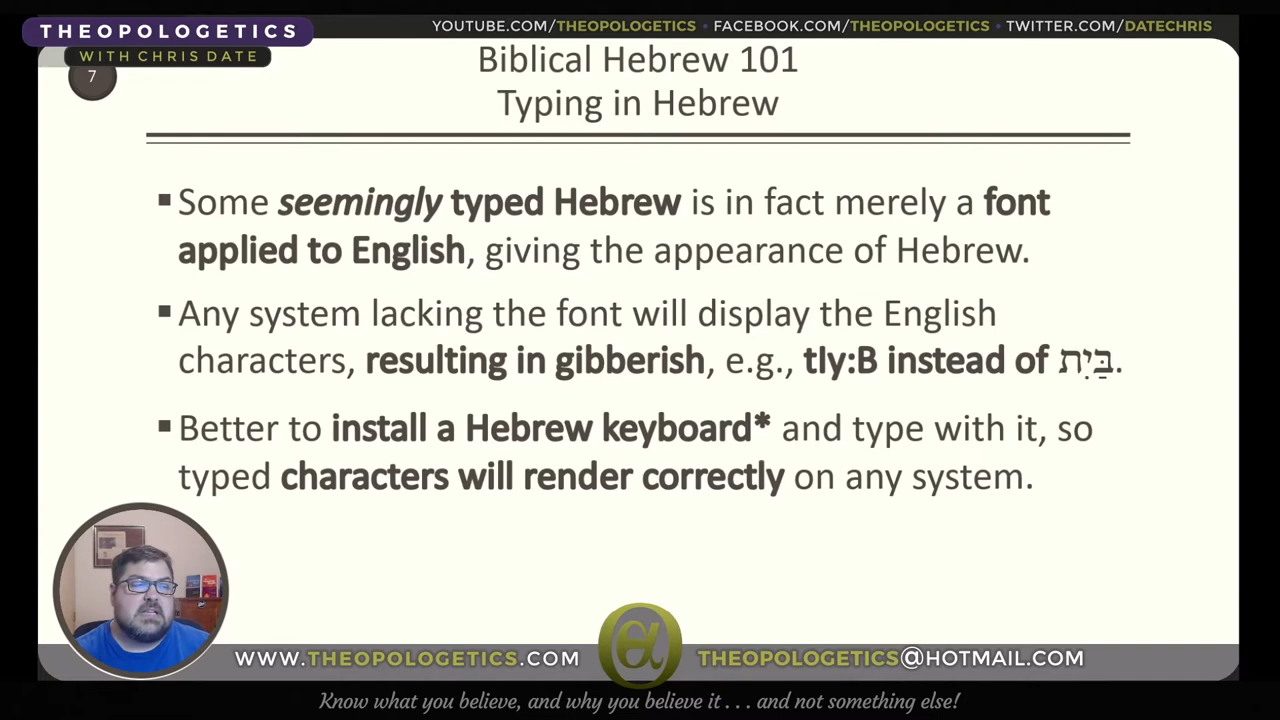 THEOPOLOGETICS
WITH CHRIS DATE
YOUTUBE.COM/THEOPOLOGETICS • FACEBOOK.COM/THEOPOLOGETICS • TWITTER.COM/DATECHRIS
7
Biblical Hebrew 101
Typing in Hebrew
▪ Some seemingly typed Hebrew is in fact merely a font
applied to English, giving the appearance of Hebrew.
▪ Any system lacking the font will display the English
characters, resulting in gibberish, e.g., tIy:B instead of בַּיִת.
▪ Better to install a Hebrew keyboard* and type with it, so
typed characters will render correctly on any system.
WWW.THEOPOLOGETICS.COM
THEOPOLOGETICS@HOTMAIL.COM
Know what you believe, and why you believe it . . . and not something else!